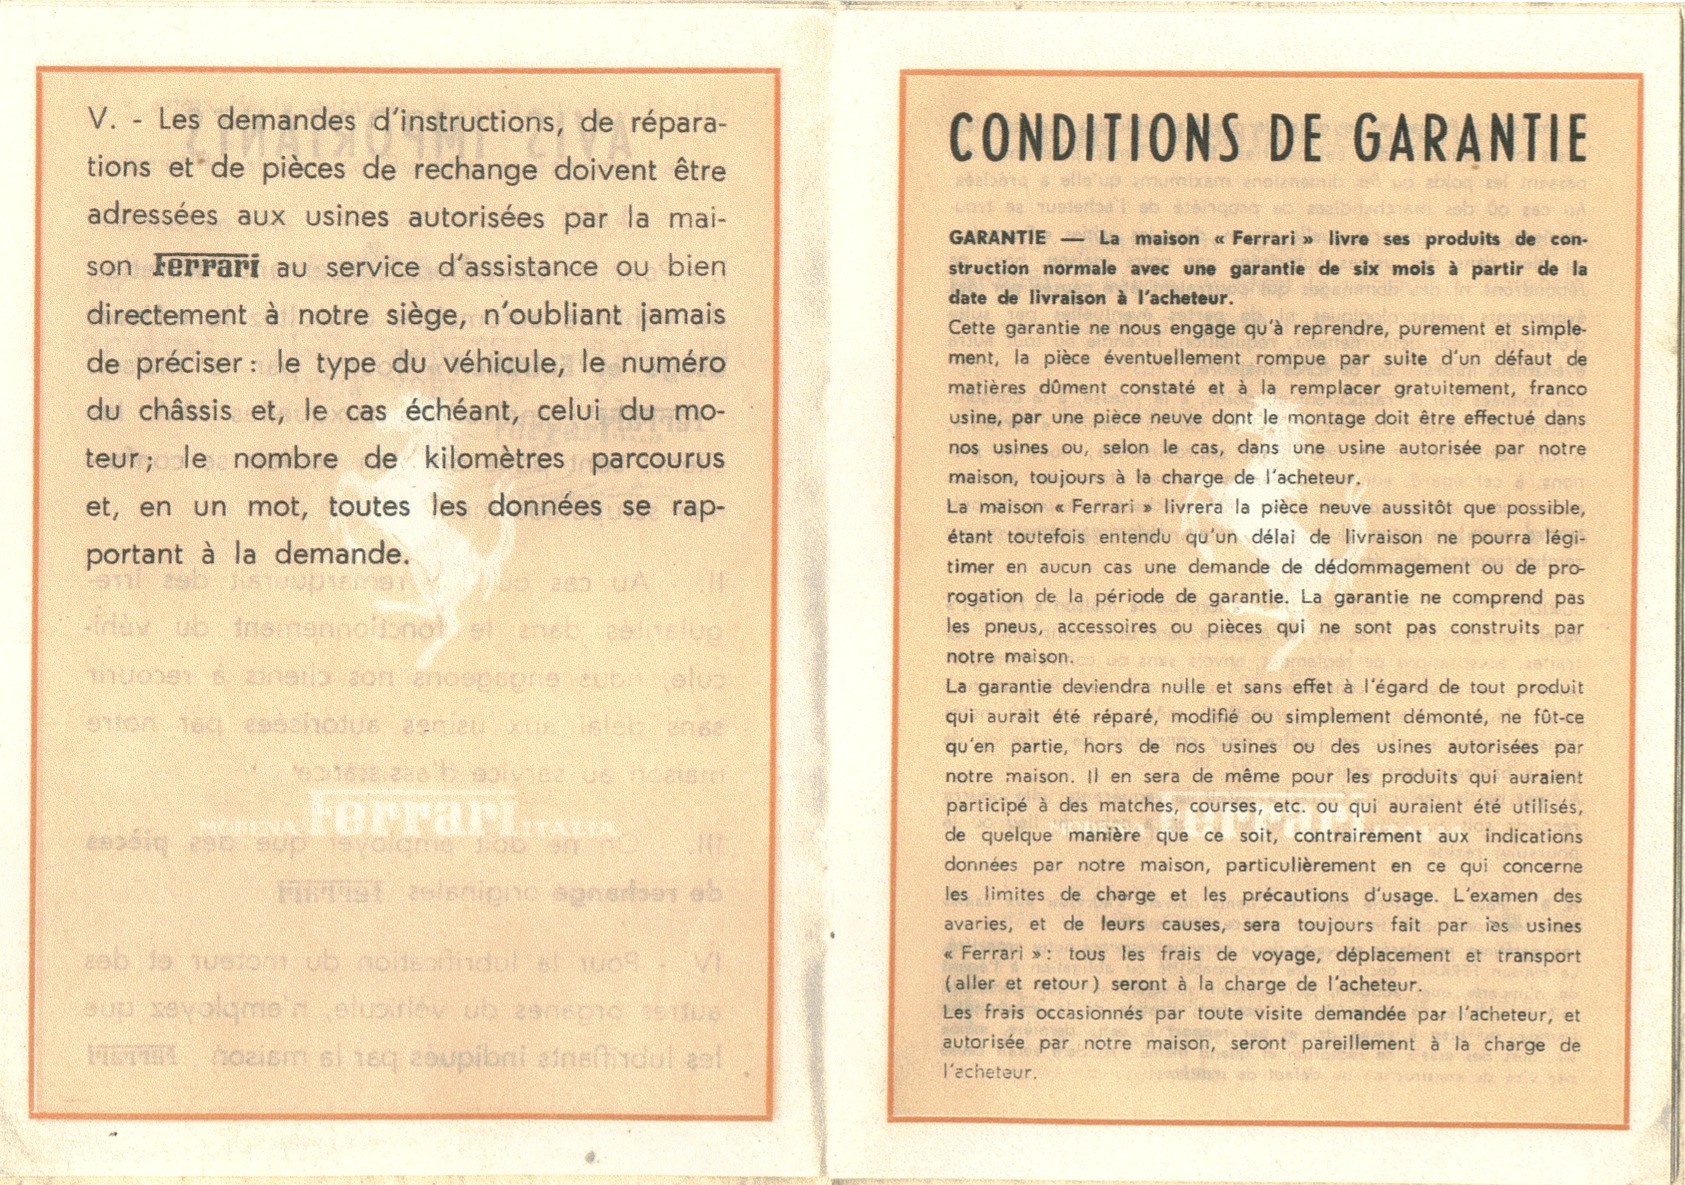 V. - Les demandes d'instructions, de répara-
tions et de pièces de rechange doivent être
adressées aux usines autorisées par la mai-
son Ferrari au service d'assistance ou bien
directement à notre siège, n'oubliant jamais
de préciser : le type du véhicule, le numéro
du châssis et, le cas échéant, celui du mo-
teur ; le nombre de kilomètres parcourus
et, en un mot, toutes les données se rap-
portant à la demande.
MODENA Ferrari ITALIA
CONDITIONS DE GARANTIE
GARANTIE — La maison « Ferrari » livre ses produits de con-
struction normale avec une garantie de six mois à partir de la
date de livraison à l'acheteur.
Cette garantie ne nous engage qu'à reprendre, purement et simple-
ment, la pièce éventuellement rompue par suite d'un défaut de
matières dûment constaté et à la remplacer gratuitement, franco
usine, par une pièce neuve dont le montage doit être effectué dans
nos usines ou, selon le cas, dans une usine autorisée par notre
maison, toujours à la charge de l'acheteur.
La maison « Ferrari » livrera la pièce neuve aussitôt que possible,
étant toutefois entendu qu'un délai de livraison ne pourra légi-
timer en aucun cas une demande de dédommagement ou de pro-
rogation de la période de garantie. La garantie ne comprend pas
les pneus, accessoires ou pièces qui ne sont pas construits par
notre maison.
La garantie deviendra nulle et sans effet à l'égard de tout produit
qui aurait été réparé, modifié ou simplement démonté, ne fût-ce
qu'en partie, hors de nos usines ou des usines autorisées par
notre maison. Il en sera de même pour les produits qui auraient
participé à des matches, courses, etc. ou qui auraient été utilisés,
de quelque manière que ce soit, contrairement aux indications
données par notre maison, particulièrement en ce qui concerne
les limites de charge et les précautions d'usage. L'examen des
avaries, et de leurs causes, sera toujours fait par les usines
« Ferrari » : tous les frais de voyage, déplacement et transport
(aller et retour) seront à la charge de l'acheteur.
Les frais occasionnés par toute visite demandée par l'acheteur, et
autorisée par notre maison, seront pareillement à la charge de
l'acheteur.